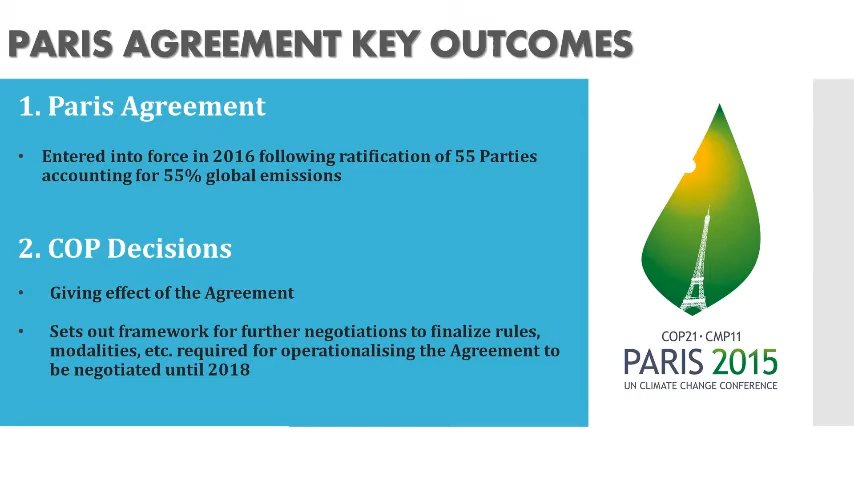 PARIS AGREEMENT KEY OUTCOMES
1. Paris Agreement
• Entered into force in 2016 following ratification of 55 Parties
accounting for 55% global emissions
2. COP Decisions
• Giving effect of the Agreement
• Sets out framework for further negotiations to finalize rules,
modalities, etc. required for operationalising the Agreement to
be negotiated until 2018
COP21·CMP11
PARIS 2015
UN CLIMATE CHANGE CONFERENCE